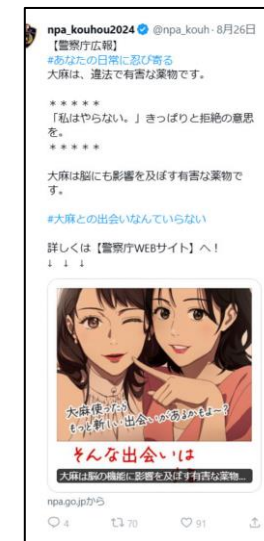 npa_kouhou2024 @npa_kouh · 8月26日
【警察庁広報】
#あなたの日常に忍び寄る
大麻は、違法で有害な薬物です。
＊＊＊＊＊
「私はやらない。」きっぱりと拒絶の意思
を。
＊＊＊＊＊
大麻は脳にも影響を及ぼす有害な薬物で
す。
#大麻との出会いなんていらない
詳しくは【警察庁WEBサイト】へ！
↓ ↓ ↓
大麻使ったら
もっと新しい出会いがあるかもよ～?
そんな出会いは
大麻は脳の機能に影響を及ぼす有害な薬物...
npa.go.jpから
4 70 91